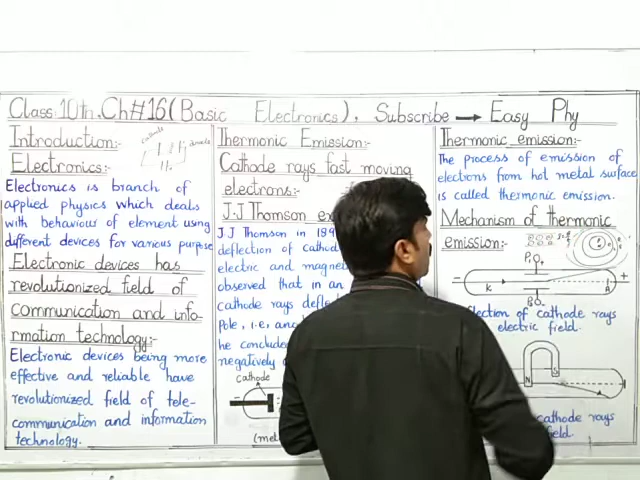 Class: 10th. Ch#16 (Basic Electronics), Subscribe → Easy Phy
Introduction:-
Electronics:-
Electronics is branch of
applied physics which deals
with behaviour of element using
different devices for various purpose
Electronic devices has
revolutionized field of
communication and info-
rmation technology:-
Electronic devices being more
effective and reliable have
revolutionized field of tele-
communication and information
technology.
Cathode
Anode
Thermonic Emission:-
Cathode rays fast moving
electrons:-
J.J Thomson
J.J Thomson in
deflection of
electric and
observed that in an
cathode rays
Pole, i.e,
he
negatively
Cathode
Thermonic emission:-
The process of emission of
electrons from hot metal surface
is called thermonic emission.
Mechanism of thermonic
emission:-
- K A +
of cathode rays
electric field.
N S
cathode rays
field.